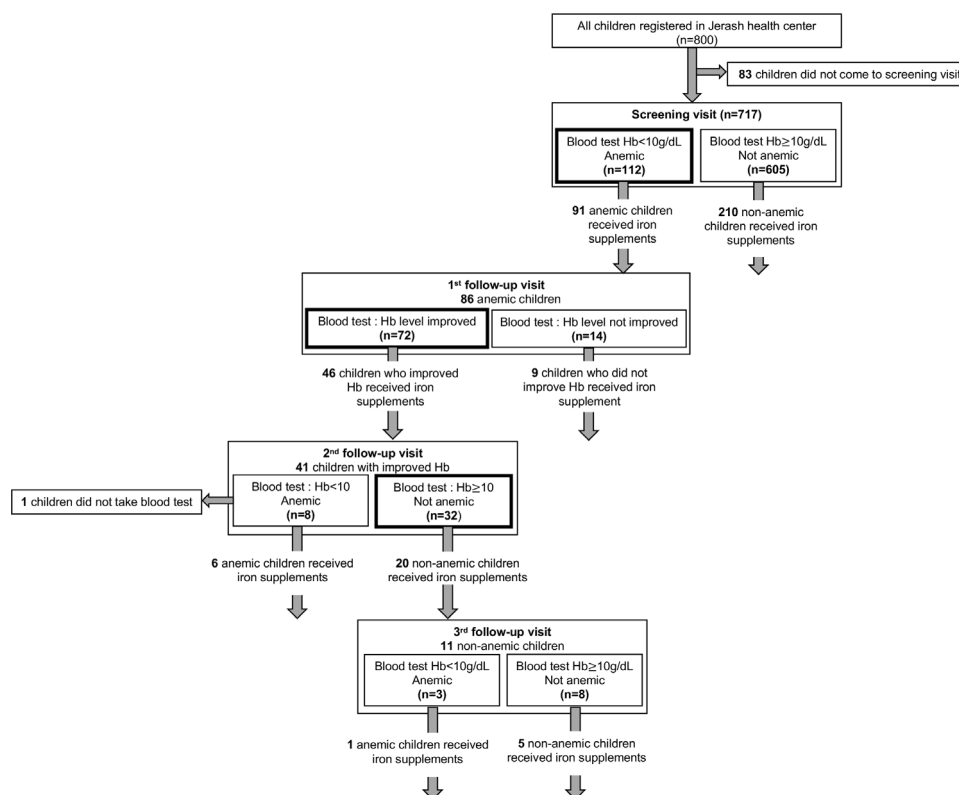 All children registered in Jerash health center
(n=800)
83 children did not come to screening visit
Screening visit (n=717)
Blood test Hb<10g/dL
Anemic
(n=112)
Blood test Hb≥10g/dL
Not anemic
(n=605)
91 anemic children
received iron
supplements
210 non-anemic
children received iron
supplements
1st follow-up visit
86 anemic children
Blood test : Hb level improved
(n=72)
Blood test : Hb level not improved
(n=14)
46 children who improved
Hb received iron
supplements
9 children who did not
improve Hb received iron
supplement
2nd follow-up visit
41 children with improved Hb
1 children did not take blood test
Blood test : Hb<10
Anemic
(n=8)
Blood test : Hb≥10
Not anemic
(n=32)
6 anemic children received
iron supplements
20 non-anemic children
received iron supplements
3rd follow-up visit
11 non-anemic children
Blood test Hb<10g/dL
Anemic
(n=3)
Blood test Hb≥10g/dL
Not anemic
(n=8)
1 anemic children received
iron supplements
5 non-anemic children
received iron supplements